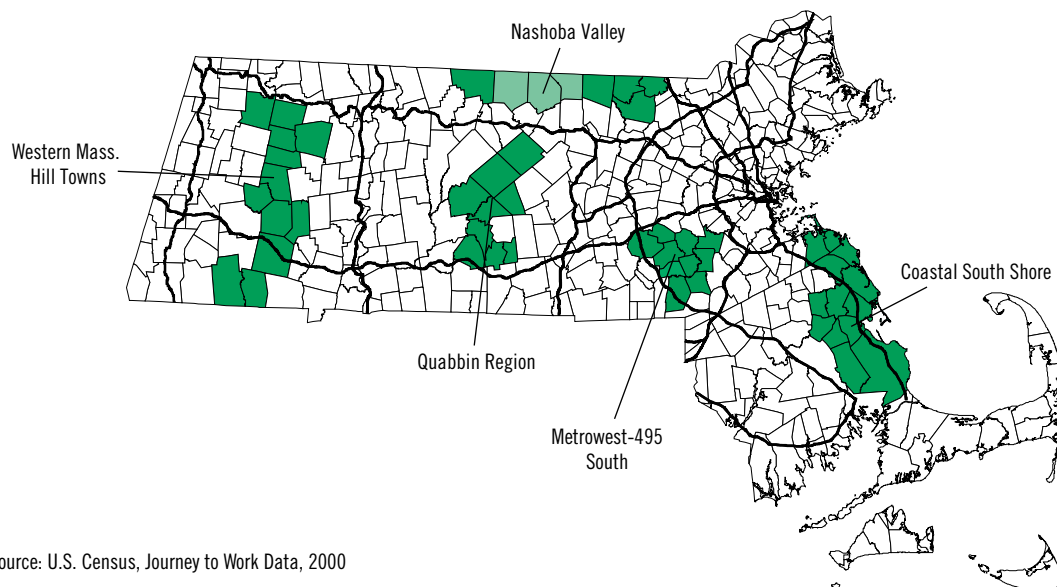 Nashoba Valley
Western Mass.
Hill Towns
Coastal South Shore
Quabbin Region
Metrowest-495
South
ource: U.S. Census, Journey to Work Data, 2000